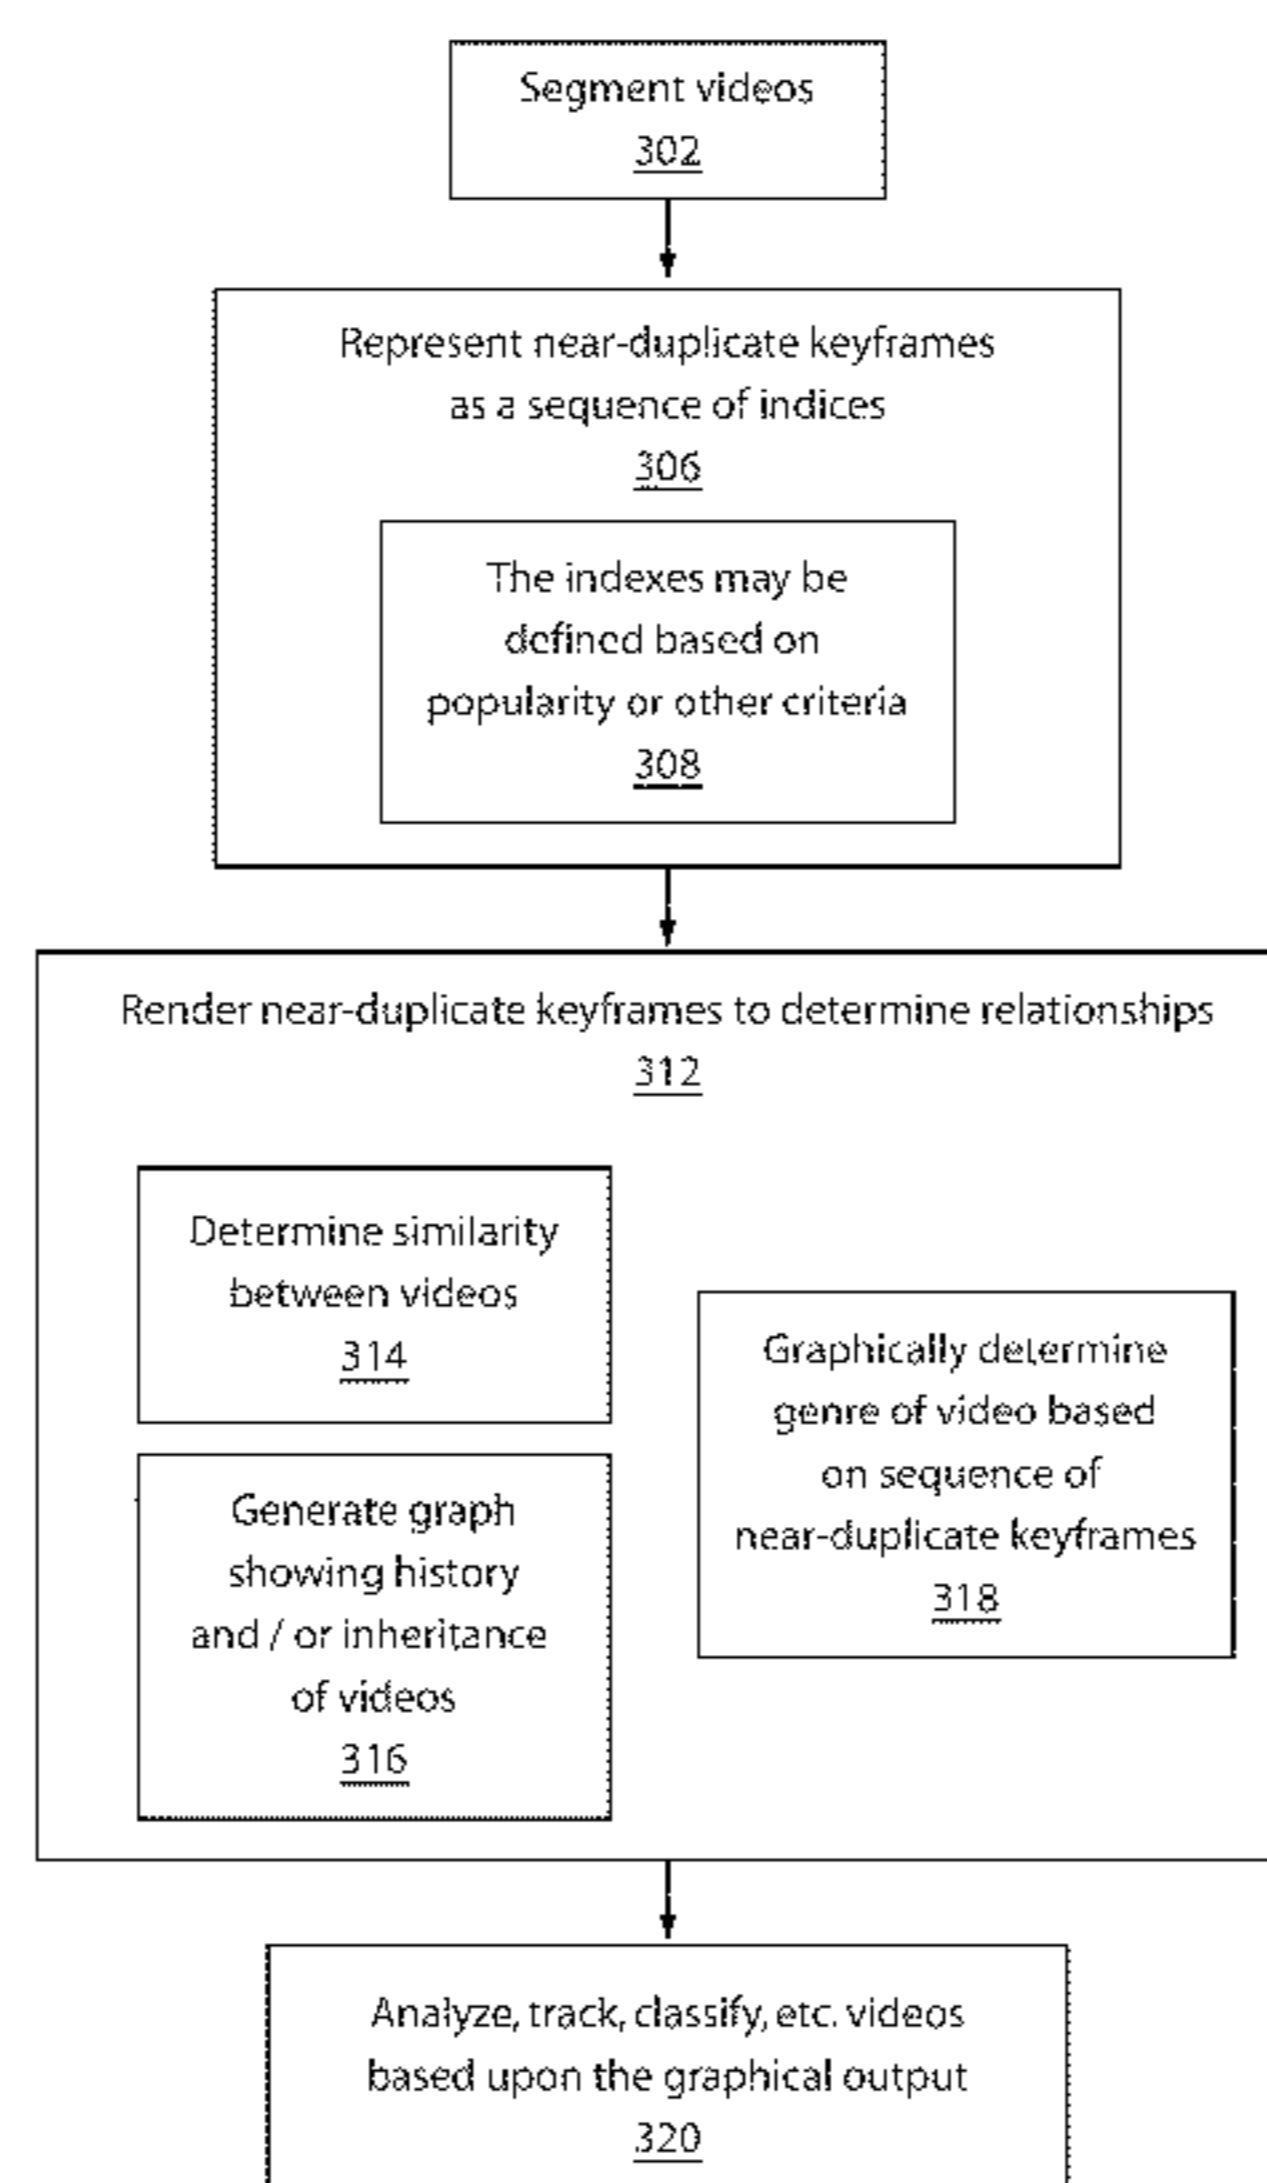 Segment videos
302
Represent near-duplicate keyframes
as a sequence of indices
306
The indexes may be
defined based on
popularity or other criteria
308
Render near-duplicate keyframes to determine relationships
312
Determine similarity
between videos
314
Generate graph
showing history
and / or inheritance
of videos
316
Graphically determine
genre of video based
on sequence of
near-duplicate keyframes
318
Analyze, track, classify, etc. videos
based upon the graphical output
320